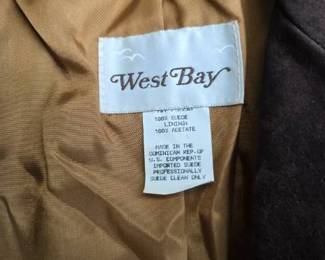 West Bay
100% SUEDE
LINING:
100% ACETATE
MADE IN THE
DOMINICAN REP. OF
U.S. COMPONENTS
IMPORTED SUEDE
PROFESSIONALLY
SUEDE CLEAN ONLY